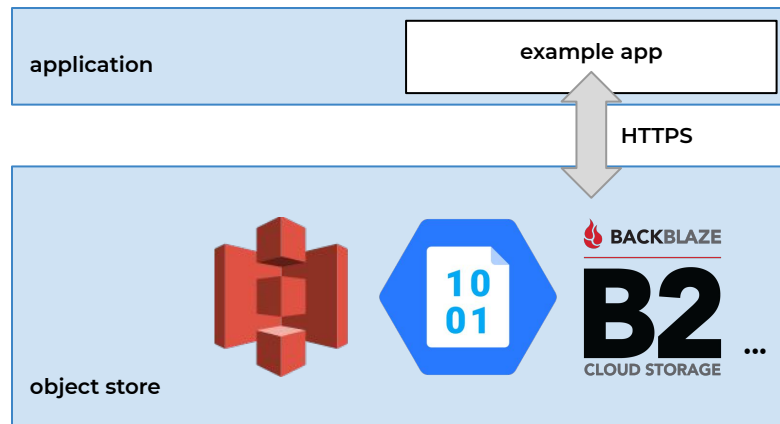 application
example app
HTTPS
BACKBLAZE
B2
CLOUD STORAGE
10
01
...
object store